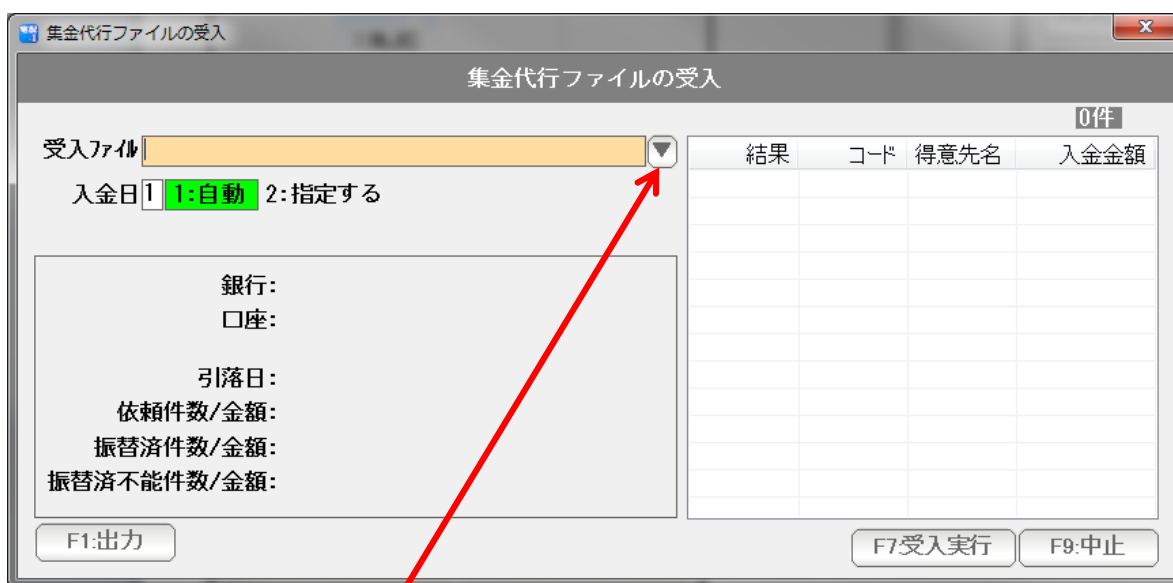 集金代行ファイルの受入
集金代行ファイルの受入
0件
受入ファイル
入金日 1 1:自動 2:指定する
結果 コード 得意先名 入金金額
銀行:
口座:
引落日:
依頼件数/金額:
振替済件数/金額:
振替済不能件数/金額:
F1:出力 F7:受入実行 F9:中止